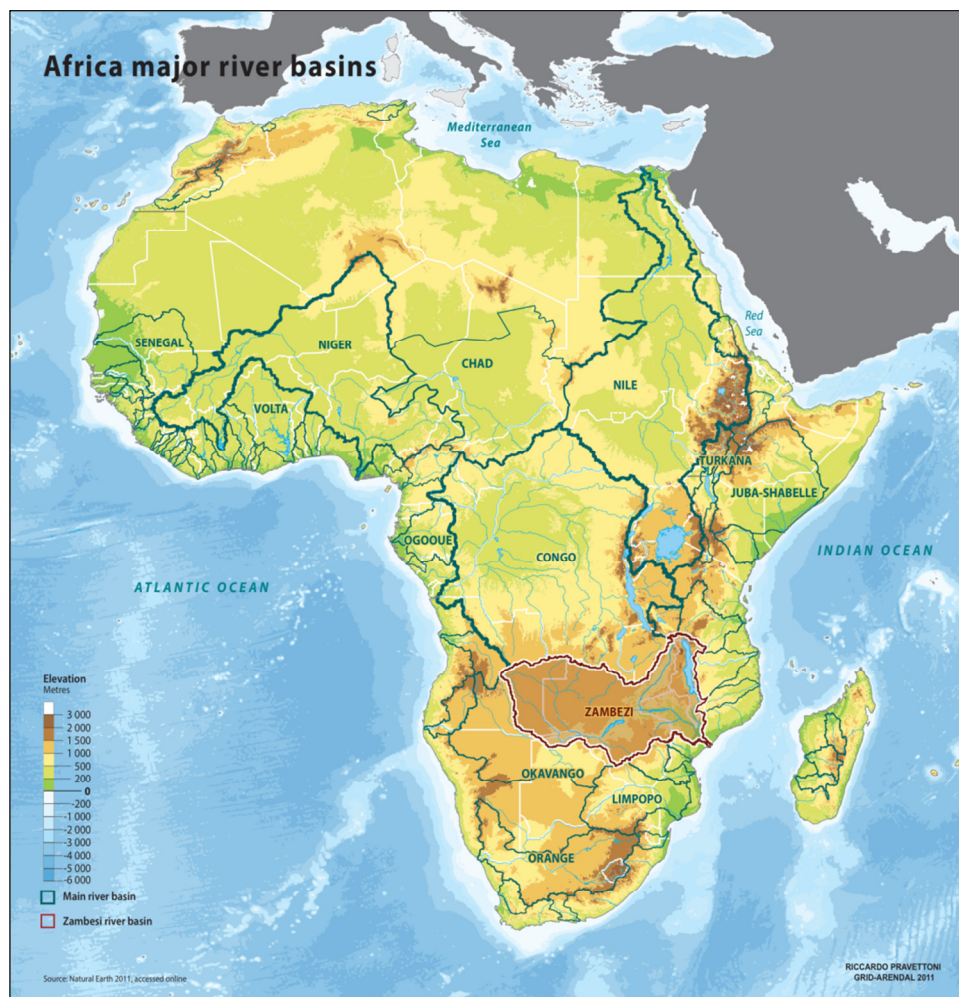 Africa major river basins
Mediterranean
Sea
Red
Sea
SENEGAL
NIGER
CHAD
NILE
VOLTA
TURKANA
JUBA-SHABELLE
OGOOUE
CONGO
INDIAN OCEAN
ATLANTIC OCEAN
ZAMBEZI
OKAVANGO
LIMPOPO
ORANGE
Elevation
Metres
3 000
2 000
1 500
500
200
0
-200
-1 000
-2 000
-3 000
-4 000
-5 000
-6 000
Main river basin
Zambesi river basin
Source: Natural Earth 2011, accessed online
RICCARDO PRAVETTONI
GRID-ARENDAL 2011